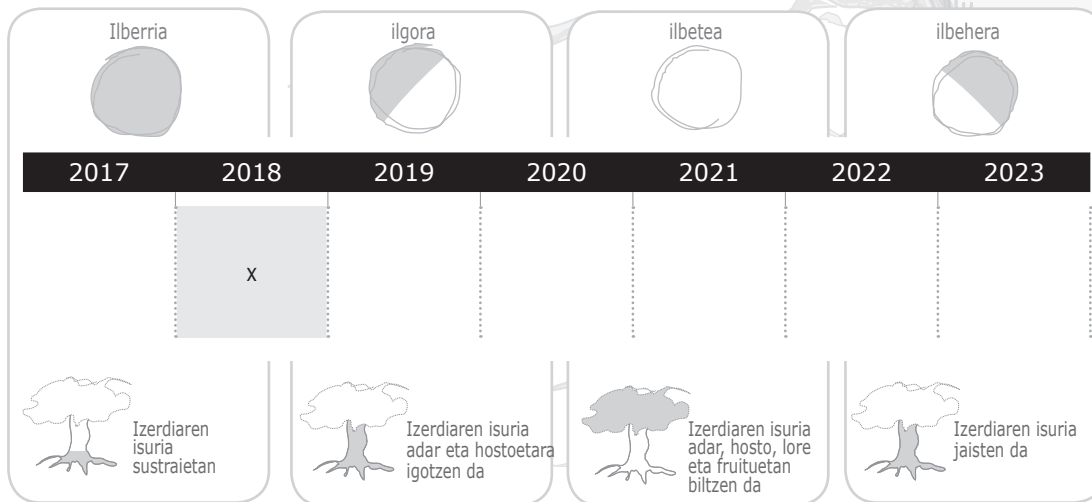 Ilberria
ilgora
ilbetea
ilbehera
2017 2018 2019 2020 2021 2022 2023
x
Izerdiaren
isuria
sustraietan
Izerdiaren isuria
adar eta hostoetara
igotzen da
Izerdiaren isuria
adar, hosto, lore
eta fruituetan
biltzen da
Izerdiaren isuria
jaisten da